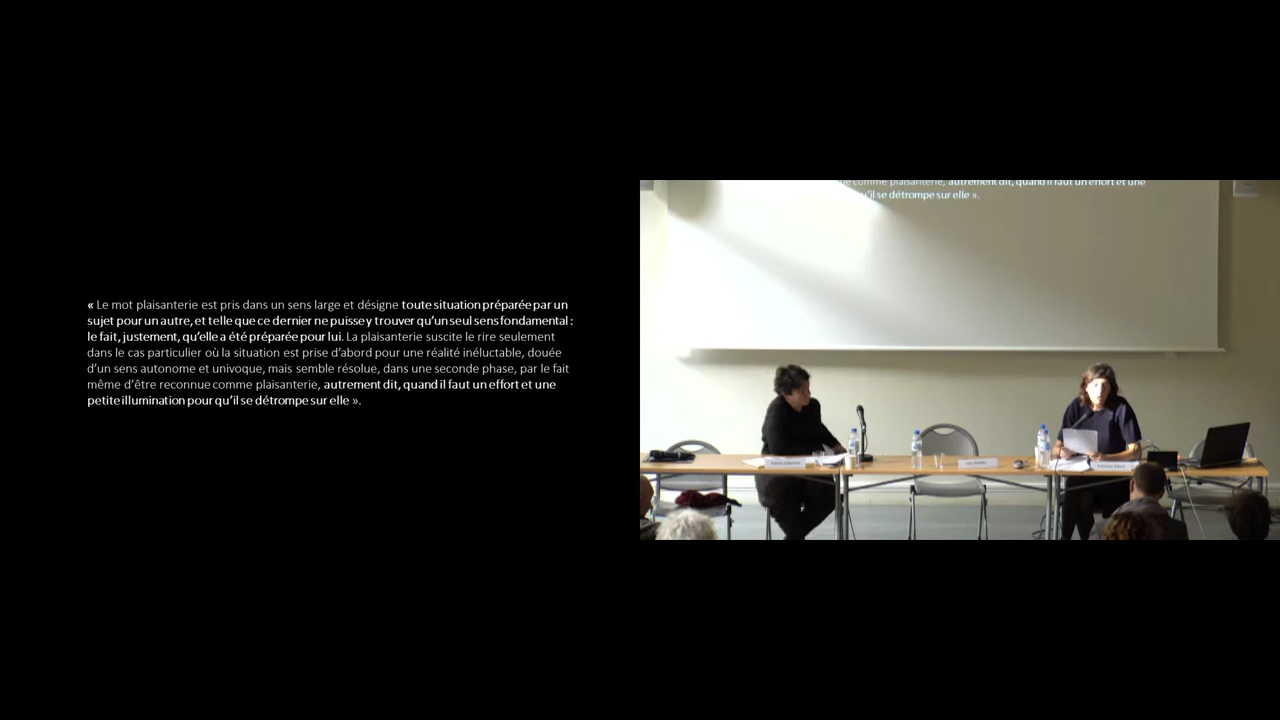 « Le mot plaisanterie est pris dans un sens large et désigne toute situation préparée par un
sujet pour un autre, et telle que ce dernier ne puisse y trouver qu’un seul sens fondamental :
le fait, justement, qu’elle a été préparée pour lui. La plaisanterie suscite le rire seulement
dans le cas particulier où la situation est prise d’abord pour une réalité inéluctable, douée
d’un sens autonome et univoque, mais semble résolue, dans une seconde phase, par le fait
même d’être reconnue comme plaisanterie, autrement dit, quand il faut un effort et une
petite illumination pour qu’il se détrompe sur elle ».
comme plaisanterie, autrement dit, quand il faut un effort et une
qu’il se détrompe sur elle ».